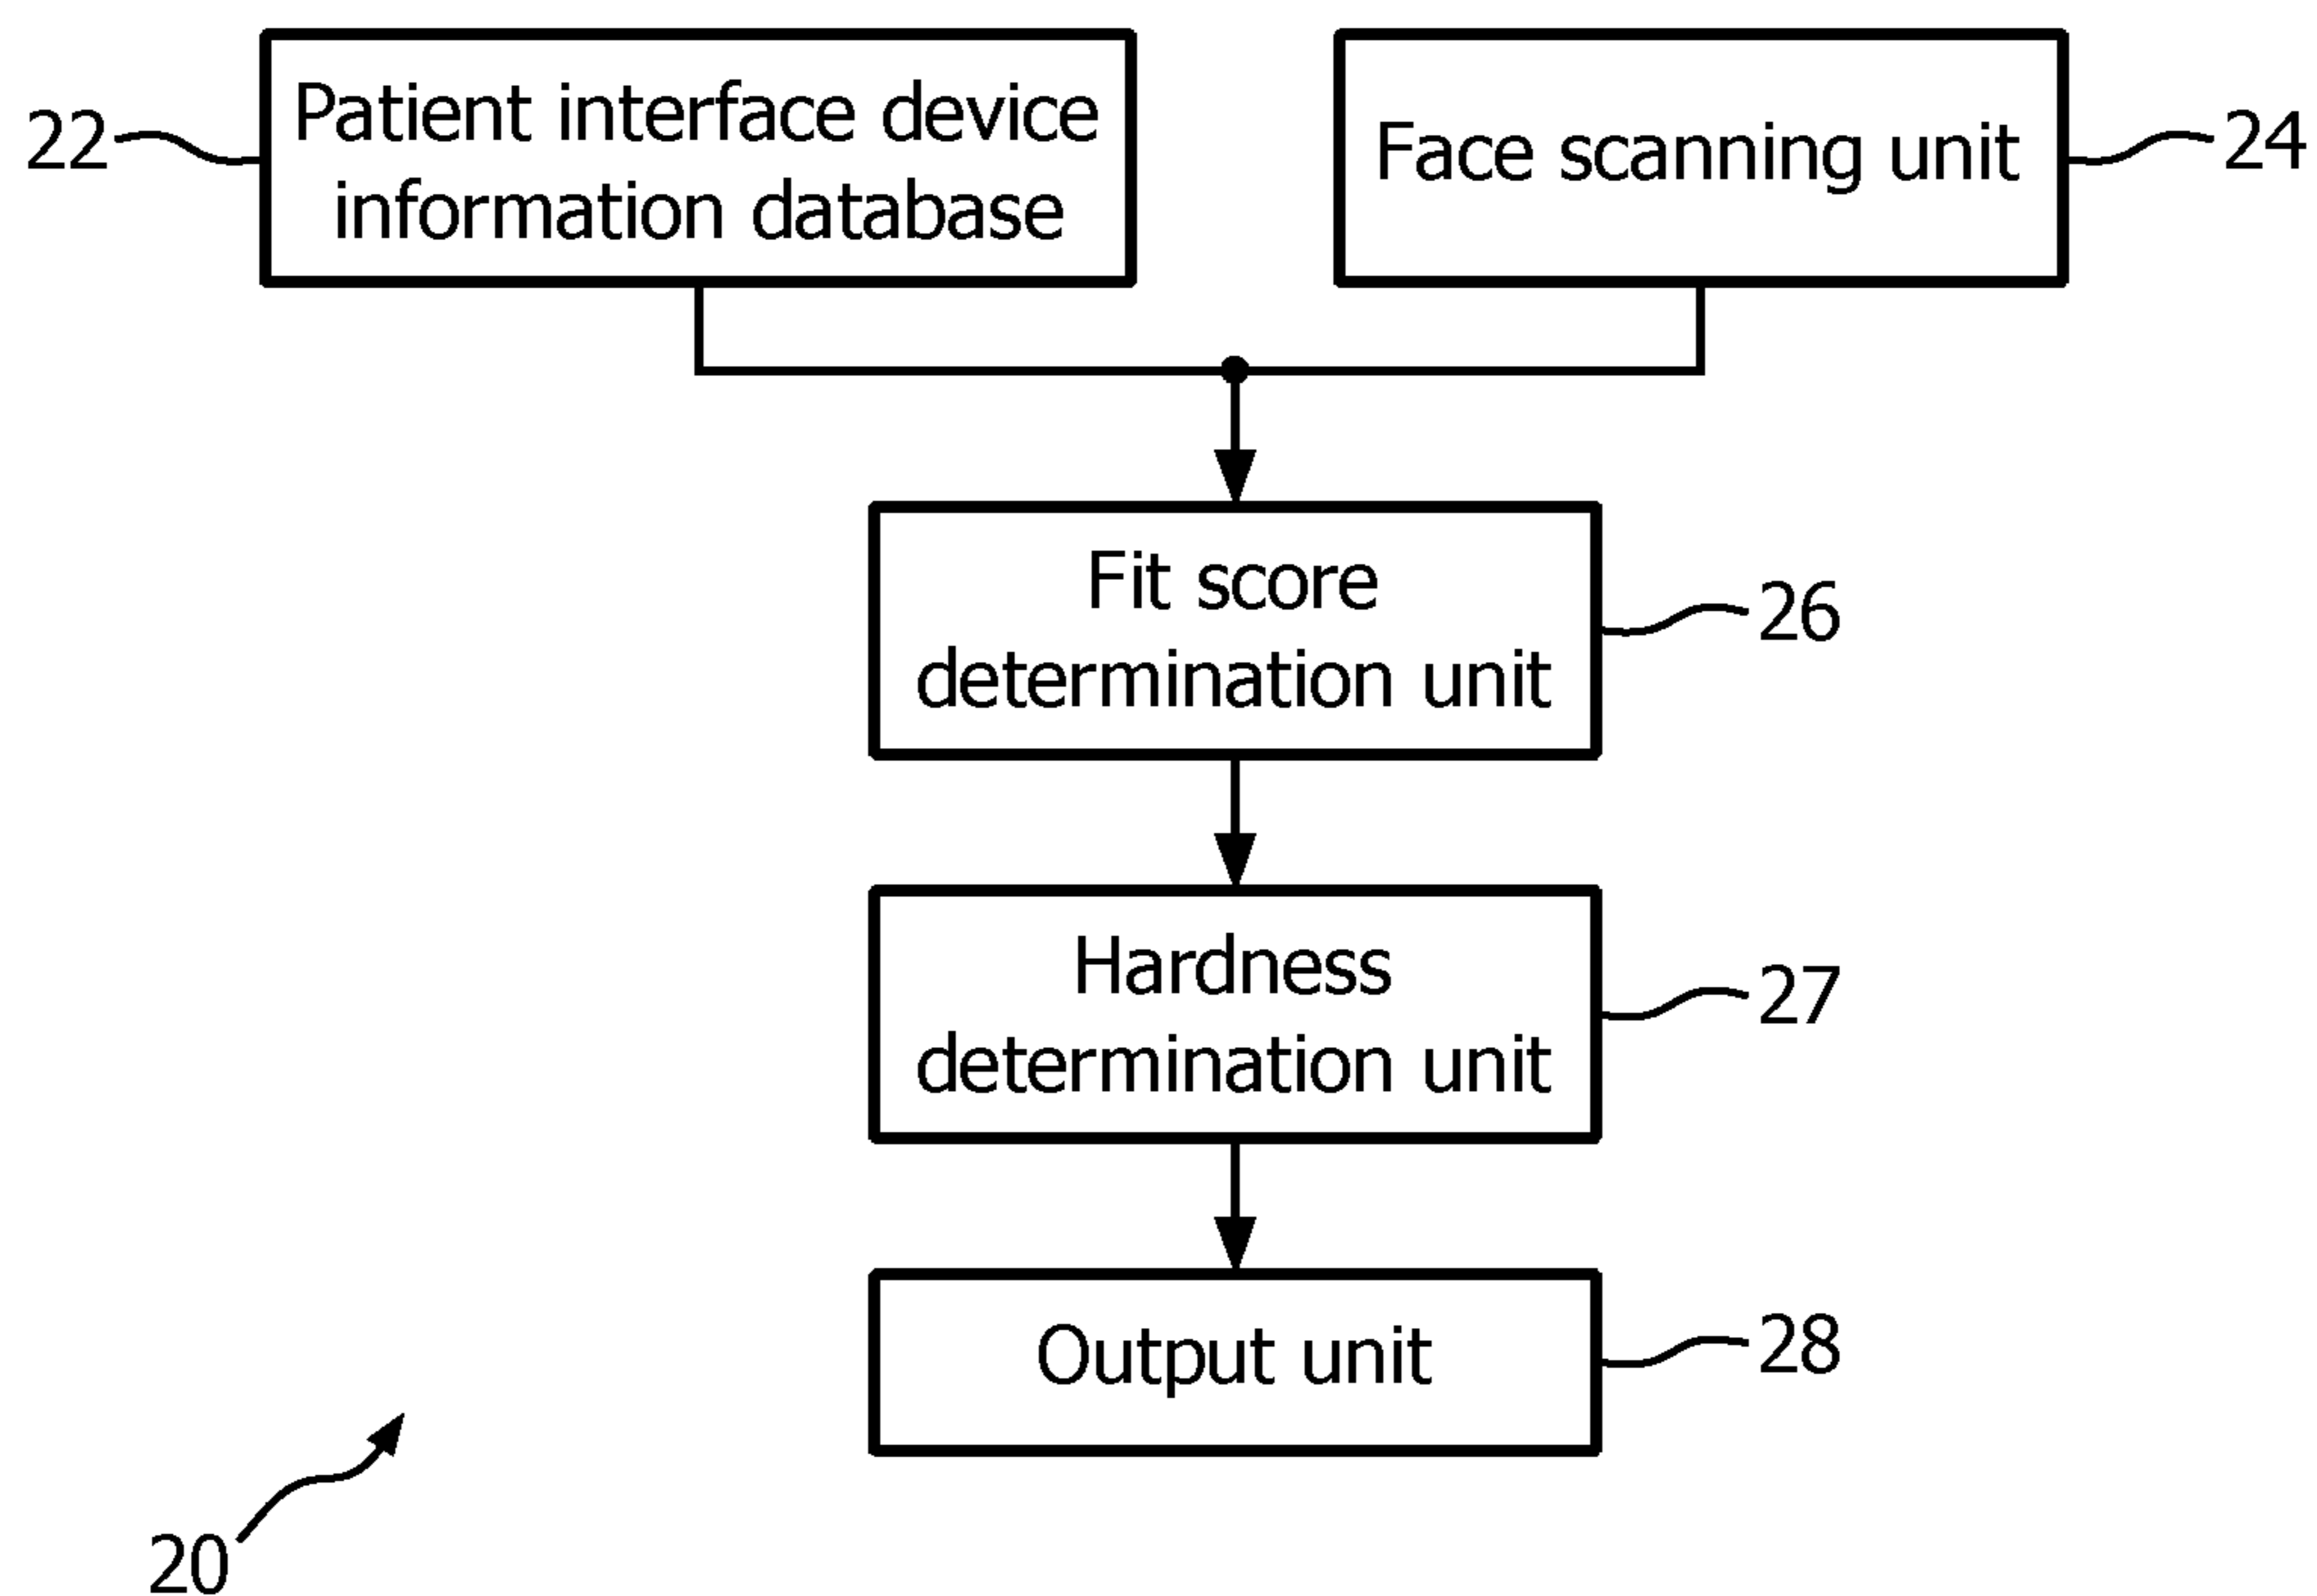 22
Patient interface device
information database
Face scanning unit
24
Fit score
determination unit
26
Hardness
determination unit
27
Output unit
28
20